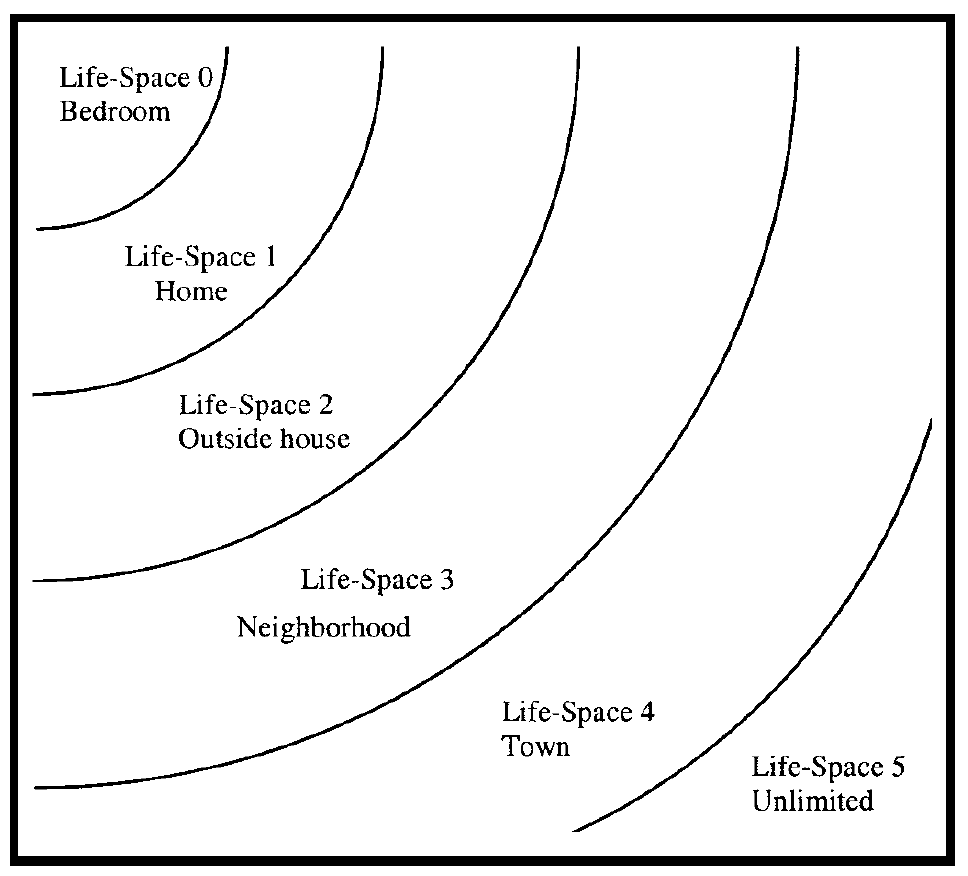 Life-Space 0
Bedroom
Life-Space 1
Home
Life-Space 2
Outside house
Life-Space 3
Neighborhood
Life-Space 4
Town
Life-Space 5
Unlimited